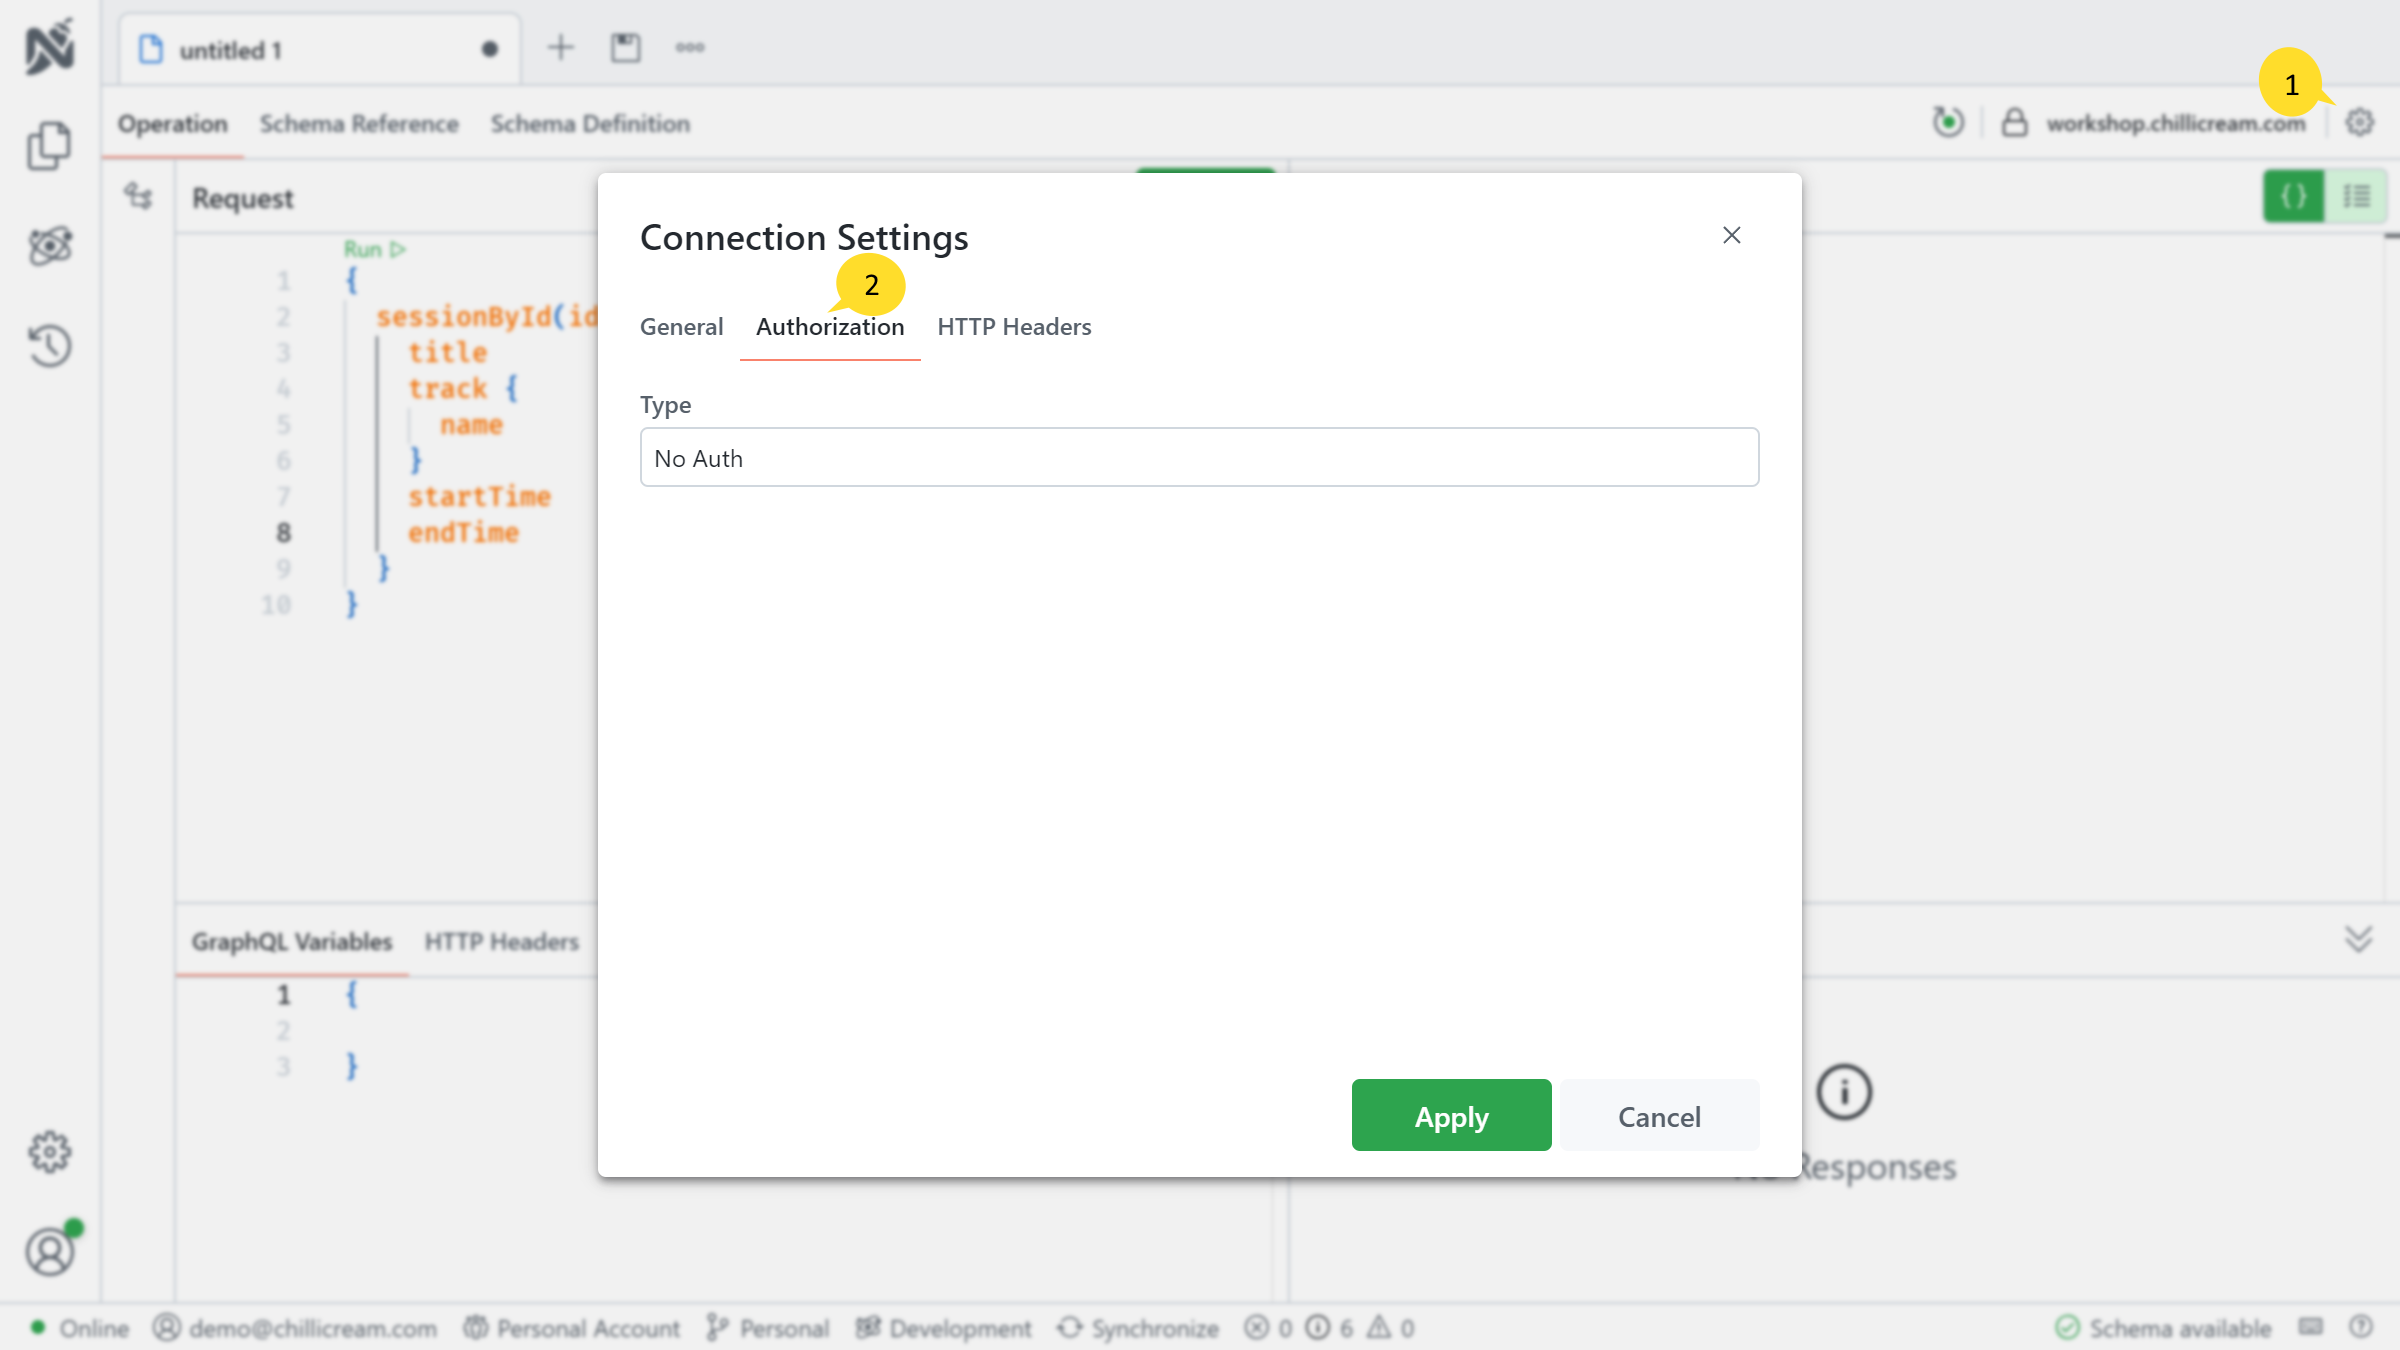 untitled 1
Operation Schema Reference Schema Definition workshop.chillicream.com
1
Request
Connection Settings
2
General Authorization HTTP Headers
Type
No Auth
Apply Cancel
Run
1 {
2 sessionById(id
3 title
4 track {
5 name
6 }
7 startTime
8 endTime
9 }
10 }
{}
GraphQL Variables HTTP Headers
1 {
2
3 }
Responses
Online demo@chillicream.com Personal Account Personal Development Synchronize 0 6 0 Schema available